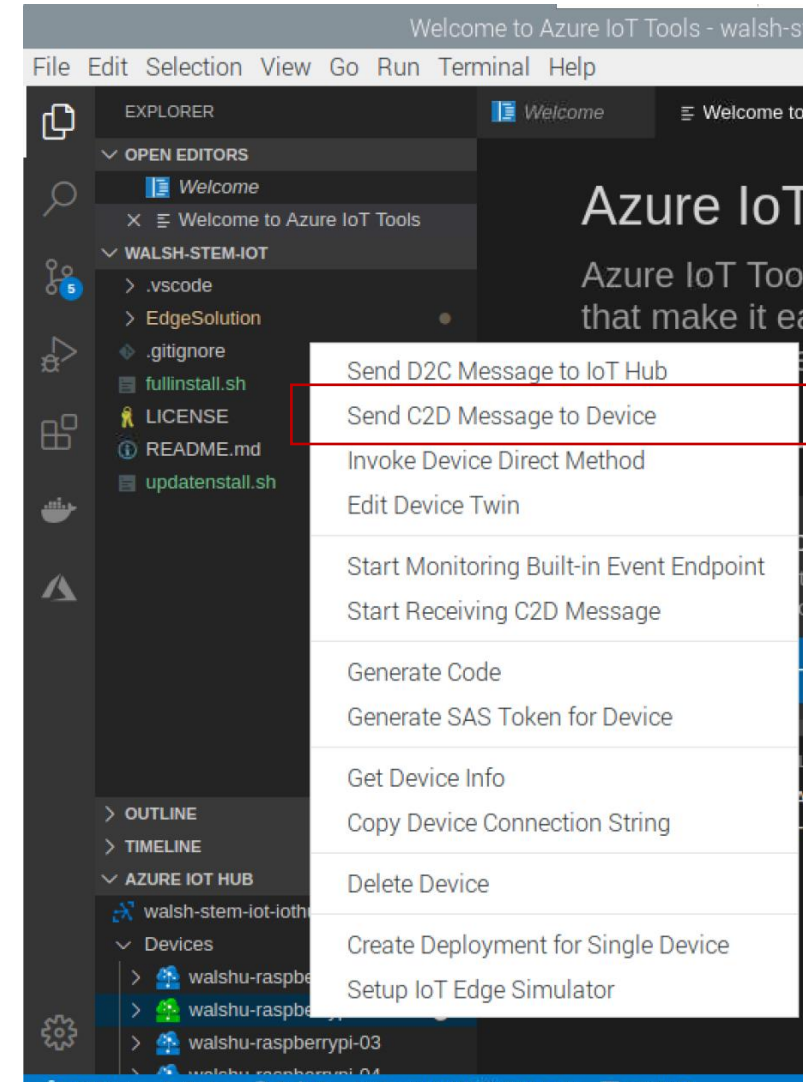 Welcome to Azure IoT Tools - walsh-s
File Edit Selection View Go Run Terminal Help
EXPLORER
Welcome
Welcome to
OPEN EDITORS
Welcome
Welcome to Azure IoT Tools
WALSH-STEM-IOT
.vscode
EdgeSolution
.gitignore
fullinstall.sh
LICENSE
README.md
updatenstall.sh
5
Azure IoT
Azure IoT Too
that make it ea
Send D2C Message to IoT Hub
Send C2D Message to Device
Invoke Device Direct Method
Edit Device Twin
Start Monitoring Built-in Event Endpoint
Start Receiving C2D Message
Generate Code
Generate SAS Token for Device
Get Device Info
Copy Device Connection String
Delete Device
Create Deployment for Single Device
Setup IoT Edge Simulator
OUTLINE
TIMELINE
AZURE IOT HUB
walsh-stem-iot-ioth
Devices
walshu-raspbe
walshu-raspbe
walshu-raspberrypi-03